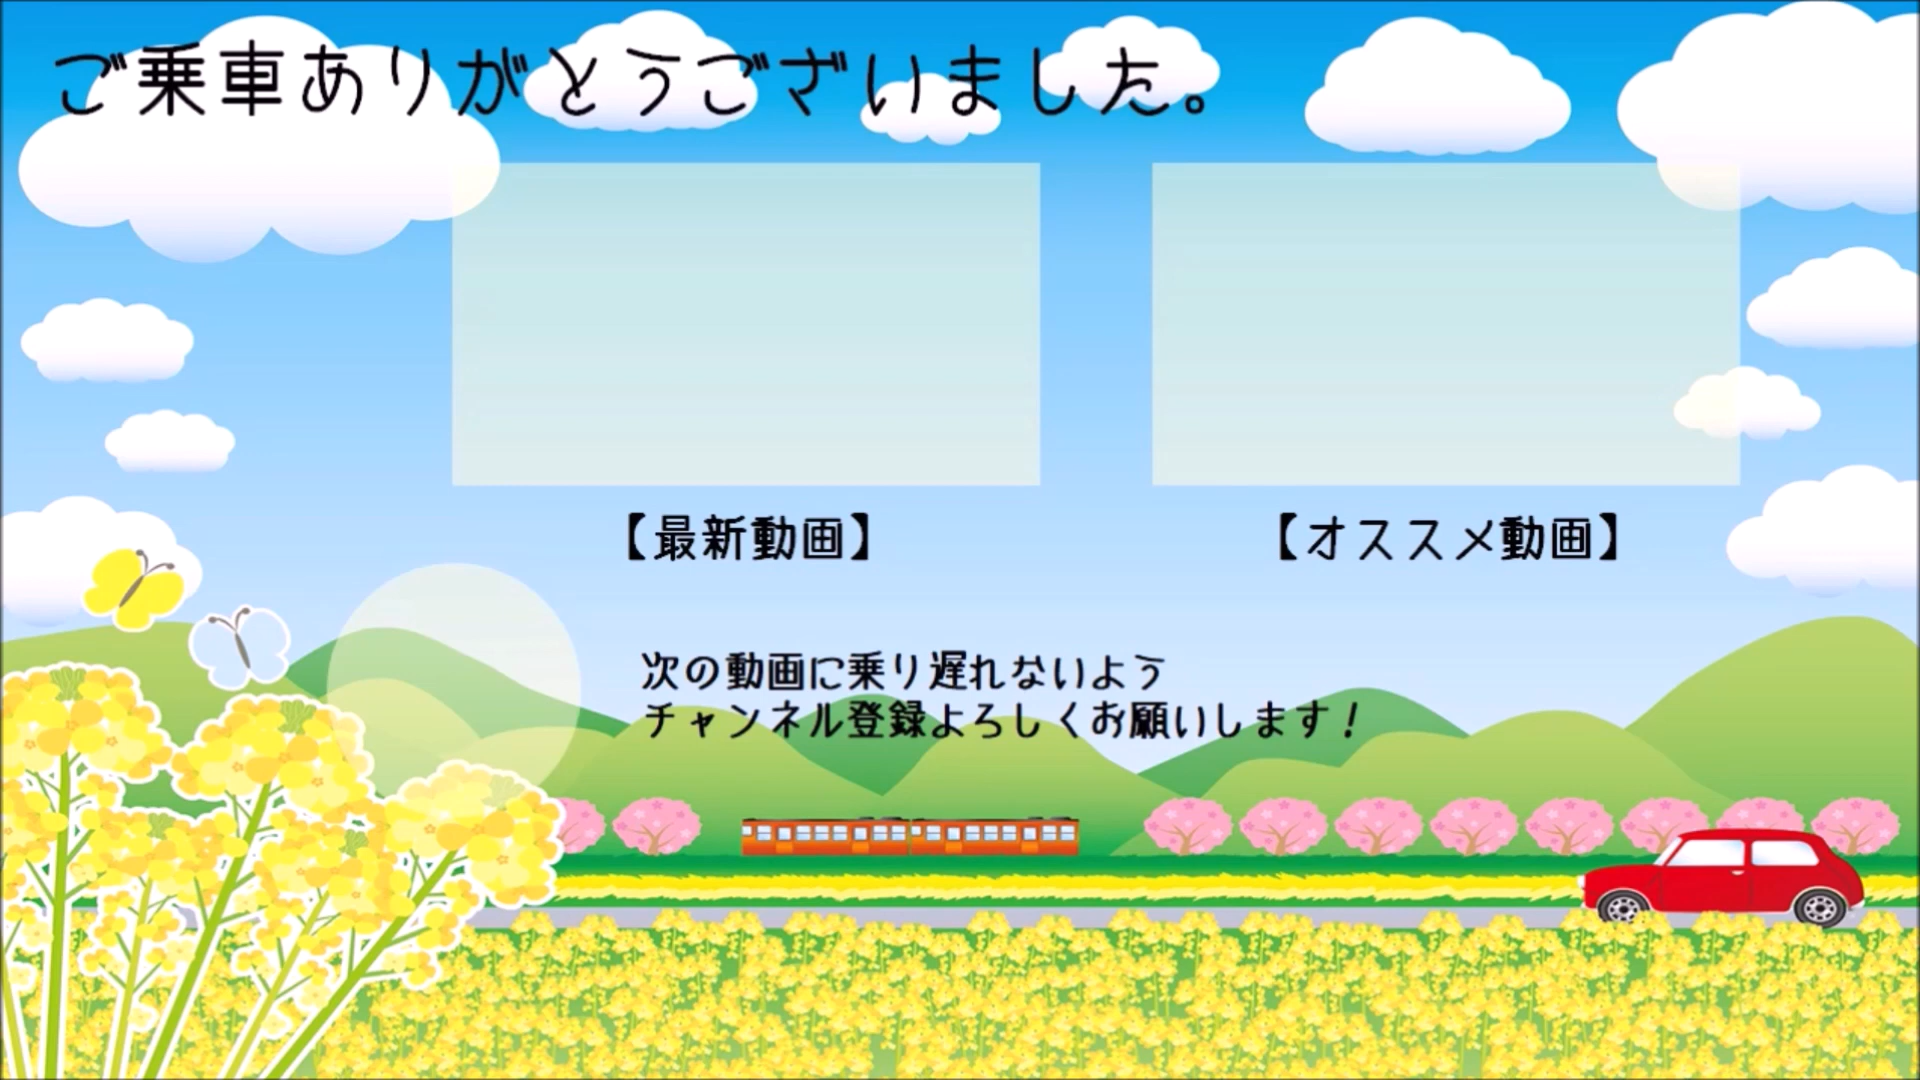 ご乗車ありがとうございました。
【最新動画】
【オススメ動画】
次の動画に乗り遅れないよう
チャンネル登録よろしくお願いします!